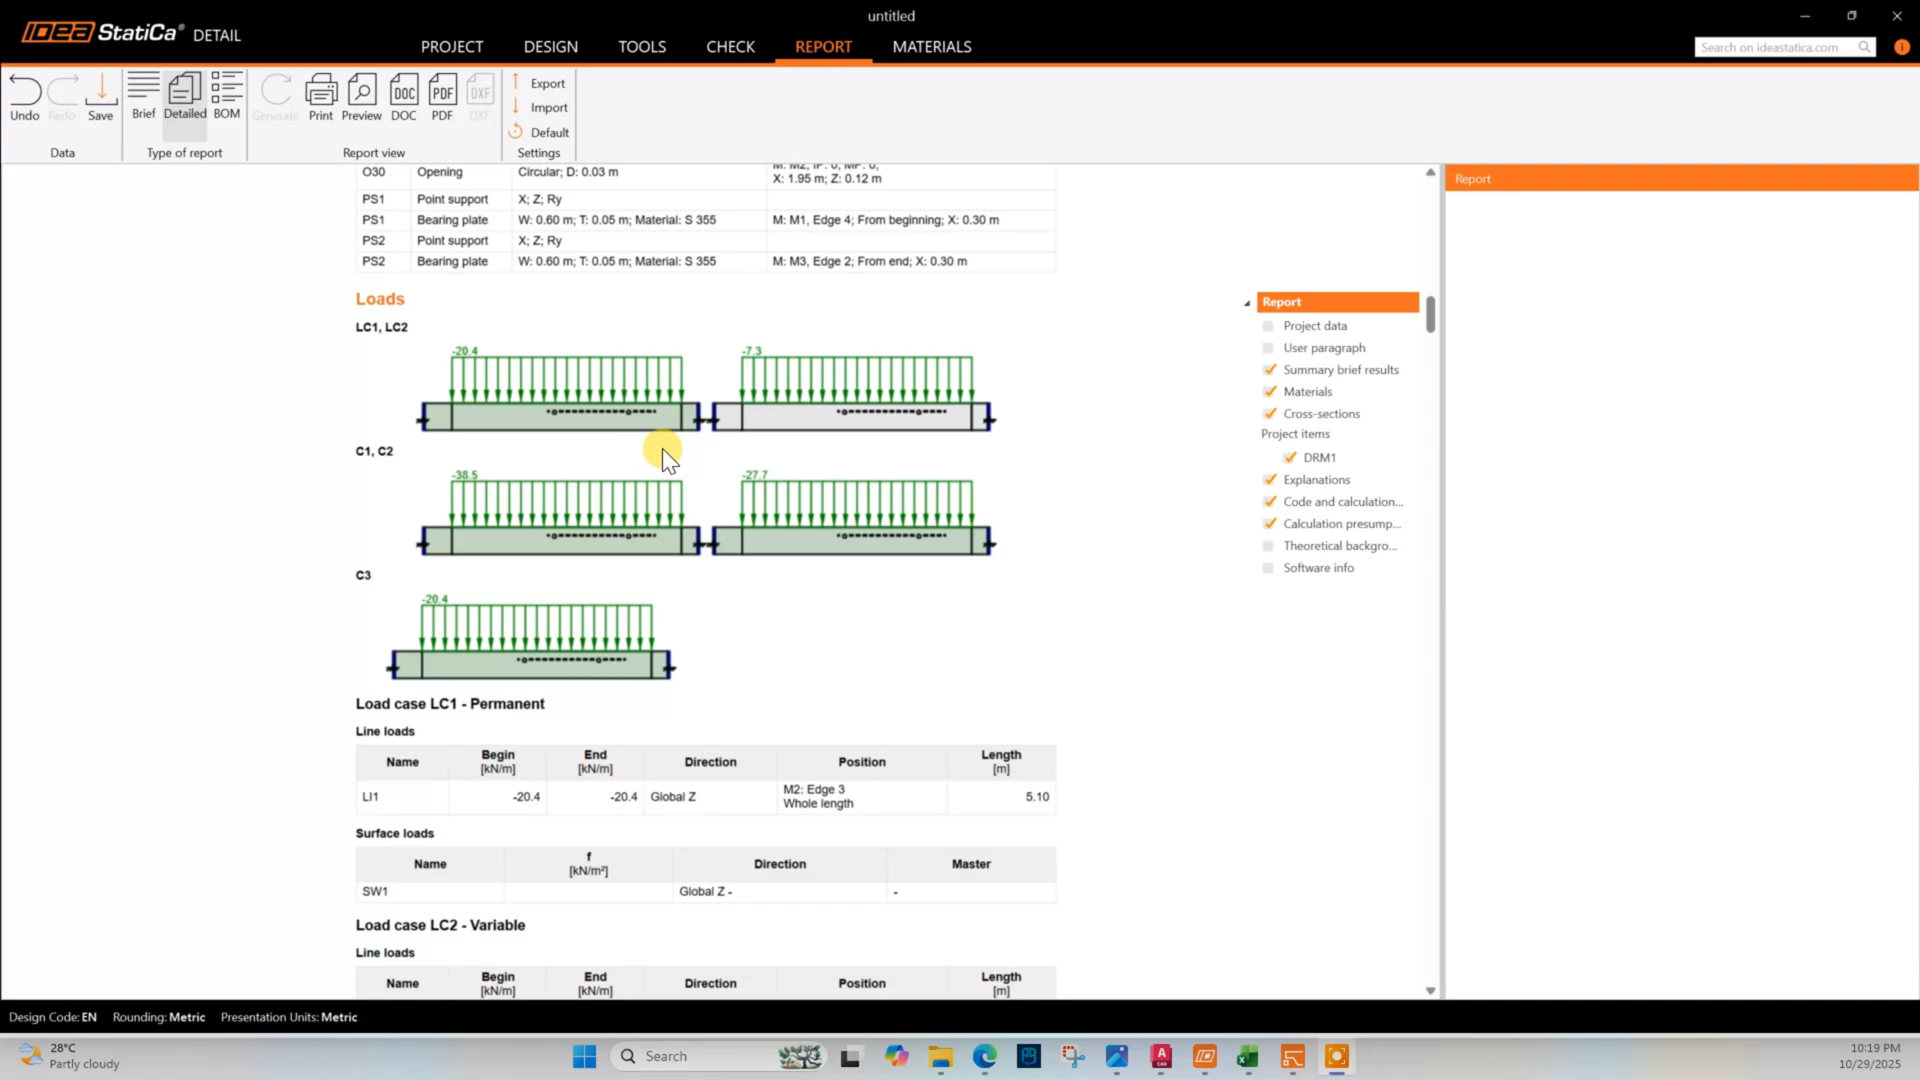 untitled
IDEA StatiCa® DETAIL
PROJECT DESIGN TOOLS CHECK REPORT MATERIALS
Search on ideastatica.com
Undo Redo Save
Data
Brief Detailed BOM
Type of report
Generate Print Preview DOC PDF DXF
Report view
Export
Import
Default
Settings
O30 Opening Circular; D: 0.03 m M: M2, IP: 0, MP: 0,
X: 1.95 m; Z: 0.12 m
PS1 Point support X; Z; Ry
PS1 Bearing plate W: 0.60 m; T: 0.05 m; Material: S 355 M: M1, Edge 4; From beginning; X: 0.30 m
PS2 Point support X; Z; Ry
PS2 Bearing plate W: 0.60 m; T: 0.05 m; Material: S 355 M: M3, Edge 2; From end; X: 0.30 m
Loads
LC1, LC2
-20.4 -7.3
C1, C2
-38.5 -27.7
C3
-20.4
Load case LC1 - Permanent
Line loads
Name Begin [kN/m] End [kN/m] Direction Position Length [m]
LI1 -20.4 -20.4 Global Z M2: Edge 3 Whole length 5.10
Surface loads
Name f [kN/m²] Direction Master
SW1 Global Z - -
Load case LC2 - Variable
Line loads
Name Begin [kN/m] End [kN/m] Direction Position Length [m]
Report
Project data
User paragraph
Summary brief results
Materials
Cross-sections
Project items
DRM1
Explanations
Code and calculation...
Calculation presump...
Theoretical backgro...
Software info
Report
Design Code: EN Rounding: Metric Presentation Units: Metric
28°C
Partly cloudy
Search
10:19 PM
10/29/2025